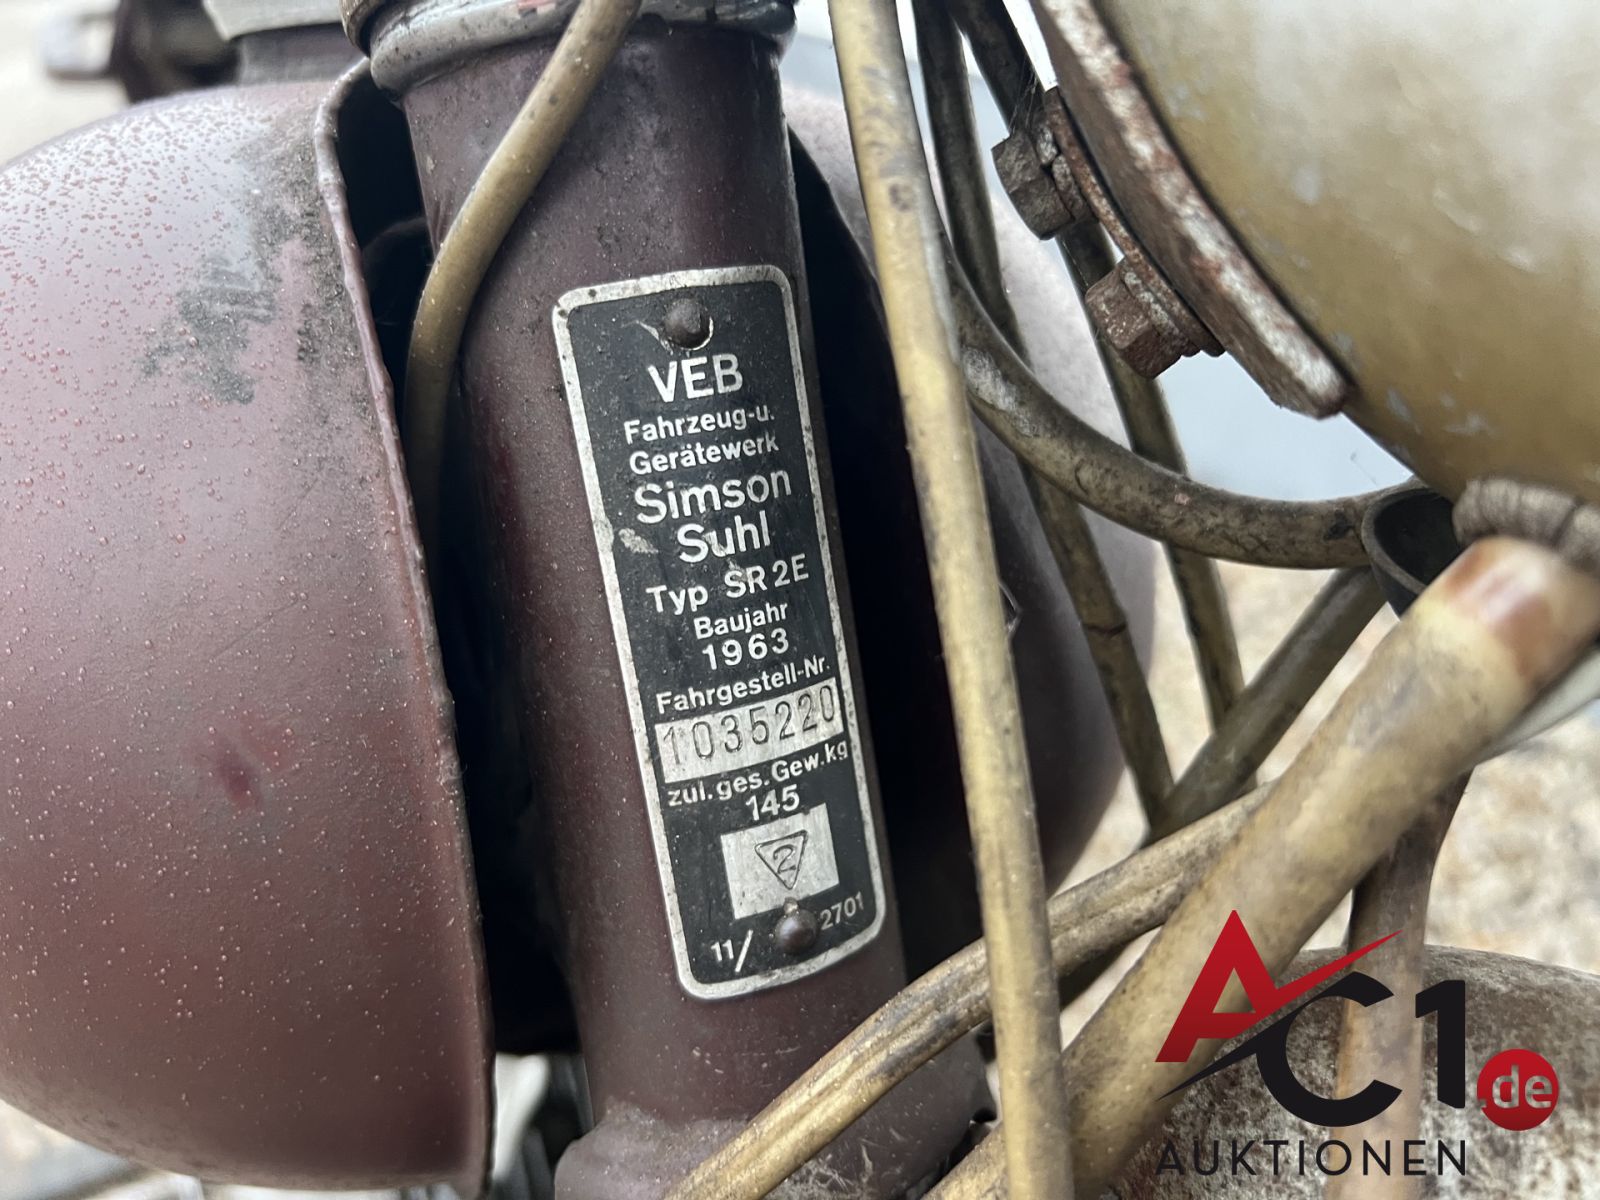 VEB
Fahrzeug-u.
Gerätewerk
Simson
Suhl
Typ SR2E
Baujahr
1963
Fahrgestell-Nr.
1035220
zul.ges.Gew.kg
145
2
11/ 2701
AC1.de
AUKTIONEN